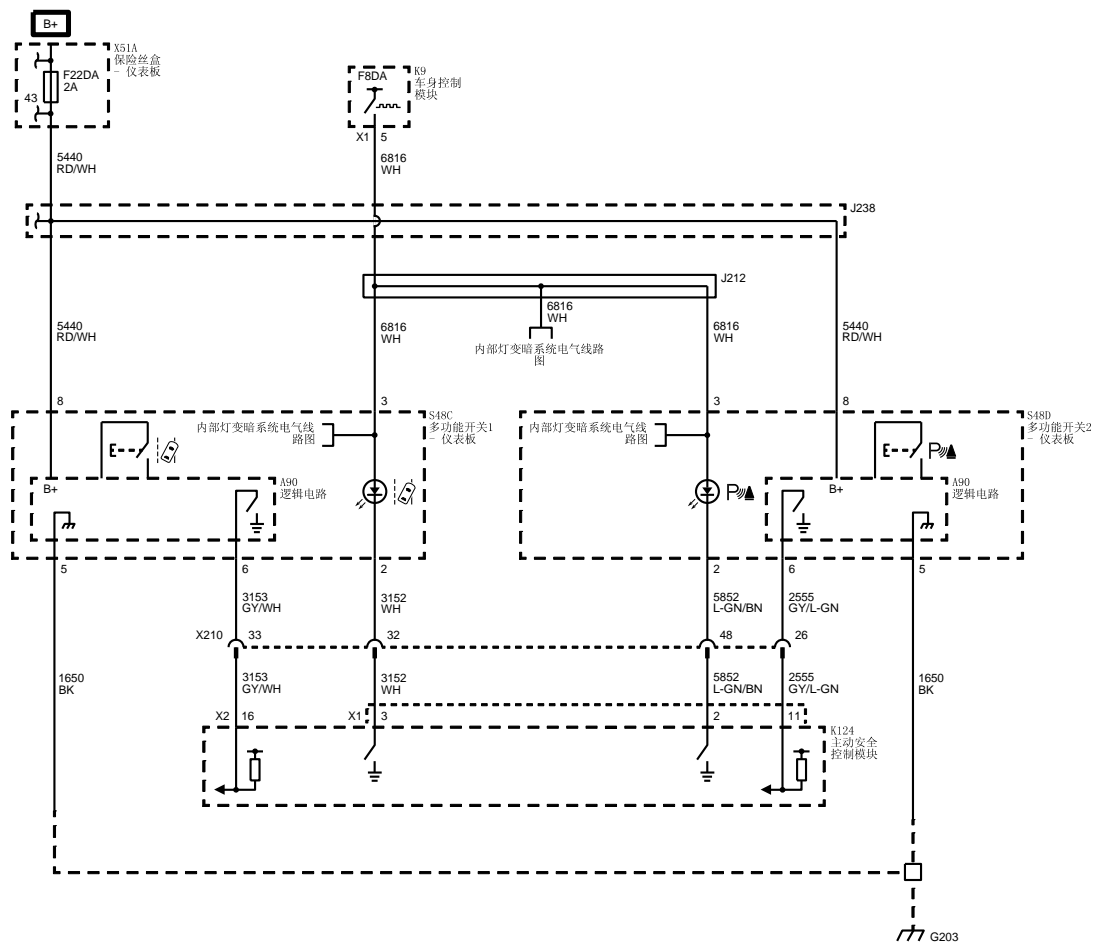 B+
X51A
保险丝盒
- 仪表板
F22DA
2A
43
K9
车身控制
模块
F8DA
X1 5
5440
RD/WH
6816
WH
J238
J212
6816
WH
5440
RD/WH
6816
WH
内部灯变暗系统电气线路
图
6816
WH
5440
RD/WH
8
3
S48C
多功能开关1
- 仪表板
3
8
S48D
多功能开关2
- 仪表板
内部灯变暗系统电气线
路图
内部灯变暗系统电气线
路图
B+
A90
逻辑电路
B+
A90
逻辑电路
5
6
2
2
6
5
3153
GY/WH
3152
WH
5852
L-GN/BN
2555
GY/L-GN
X210 33
32
48
26
1650
BK
3153
GY/WH
3152
WH
5852
L-GN/BN
2555
GY/L-GN
1650
BK
X2 16
X1 3
2
11
K124
主动安全
控制模块
G203